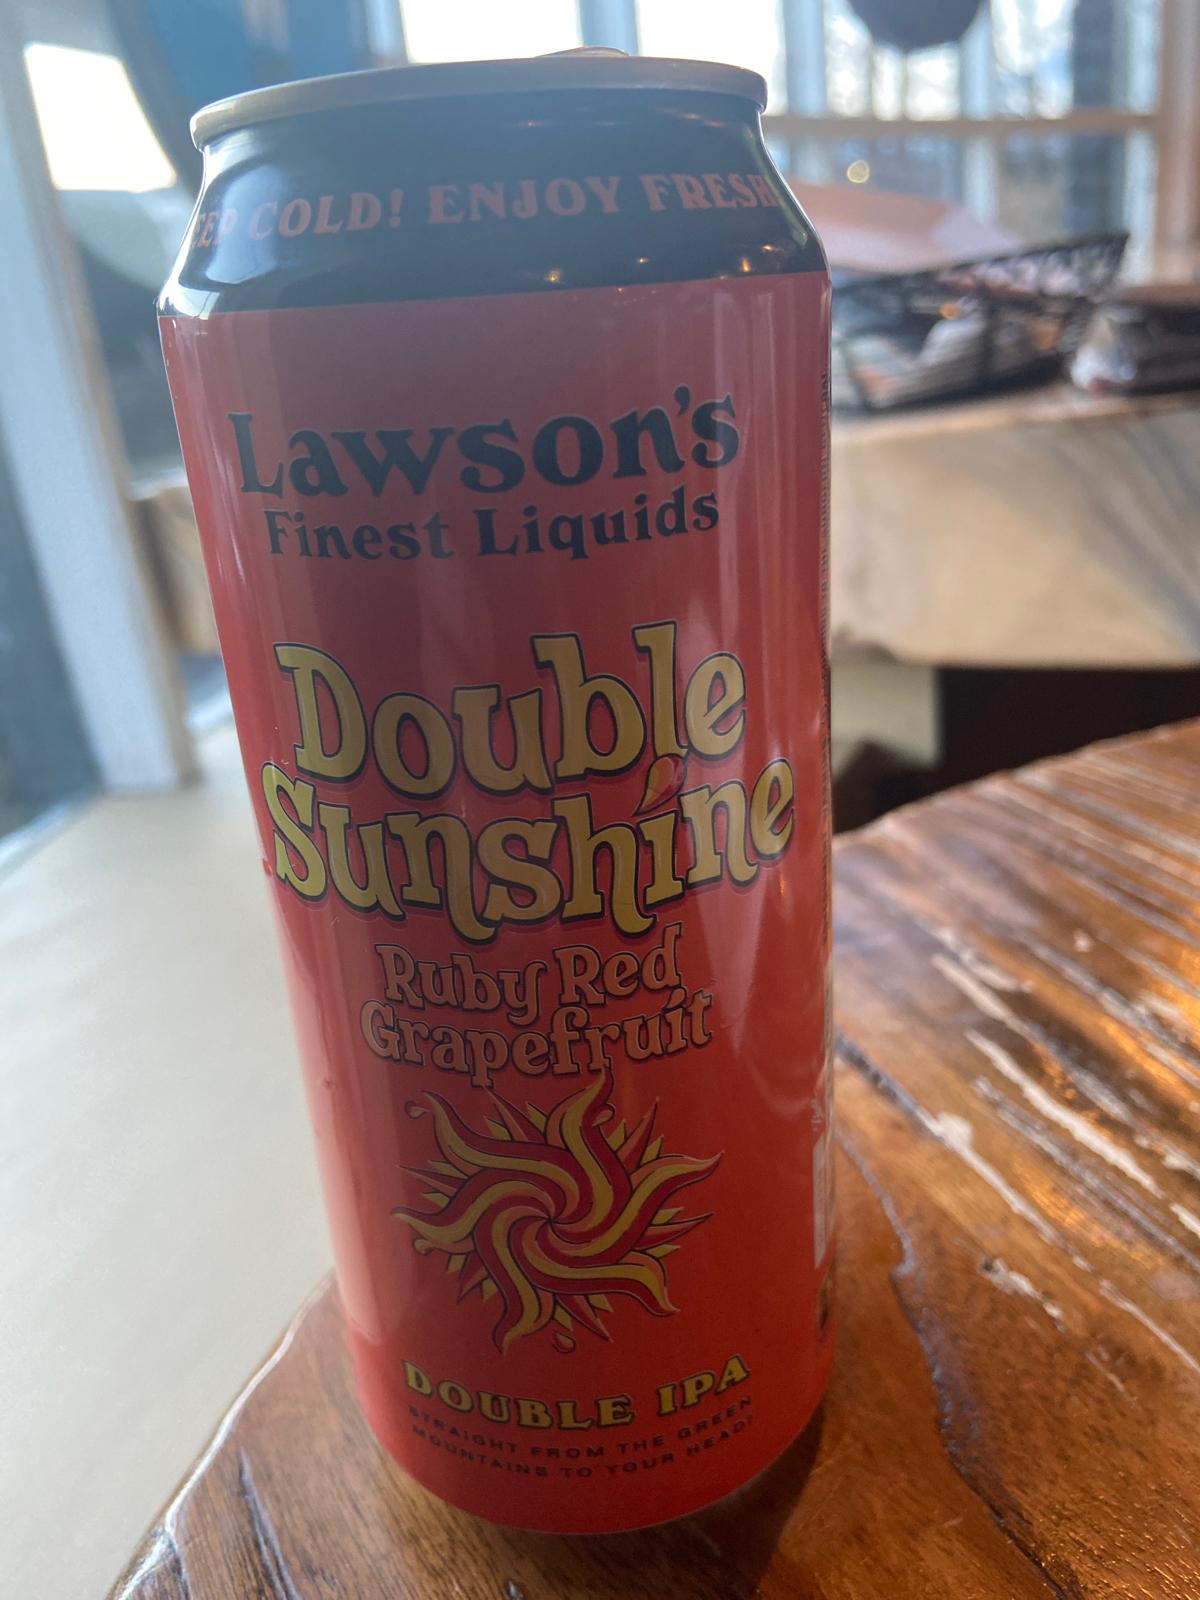 COLD! ENJOY FRESH
Lawson's
Finest Liquids
Double
Sunshine
Ruby Red
Grapefruit
DOUBLE IPA
STRAIGHT FROM THE GREEN
MOUNTAINS TO YOUR HEAD!